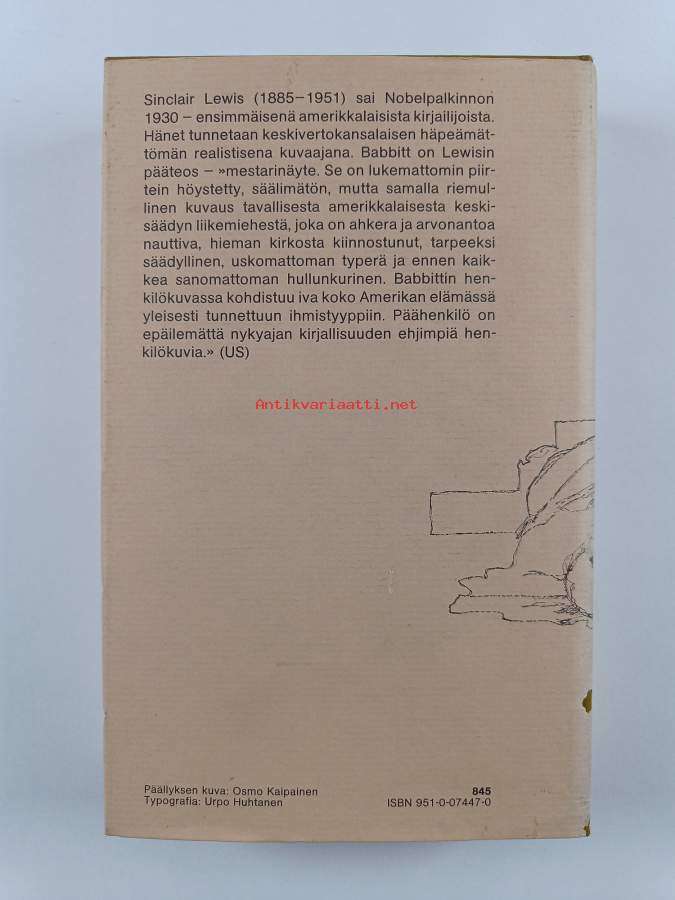 Sinclair Lewis (1885–1951) sai Nobelpalkinnon
1930 – ensimmäisenä amerikkalaisista kirjailijoista.
Hänet tunnetaan keskivertokansalaisen häpeämät-
tömän realistisena kuvaajana. Babbitt on Lewisin
pääteos – »mestarinäyte. Se on lukemattomin piir-
tein höystetty, säälimätön, mutta samalla riemul-
linen kuvaus tavallisesta amerikkalaisesta keski-
säädyn liikemiehestä, joka on ahkera ja arvonantoa
nauttiva, hieman kirkosta kiinnostunut, tarpeeksi
säädyllinen, uskomattoman typerä ja ennen kaik-
kea sanomattoman hullunkurinen. Babbittin hen-
kilökuvassa kohdistuu iva koko Amerikan elämässä
yleisesti tunnettuun ihmistyyppiin. Päähenkilö on
epäilemättä nykyajan kirjallisuuden ehjimpiä hen-
kilökuvia.» (US)
Antikvariaatti.net
Päällyksen kuva: Osmo Kaipainen
Typografia: Urpo Huhtanen
845
ISBN 951-0-07447-0